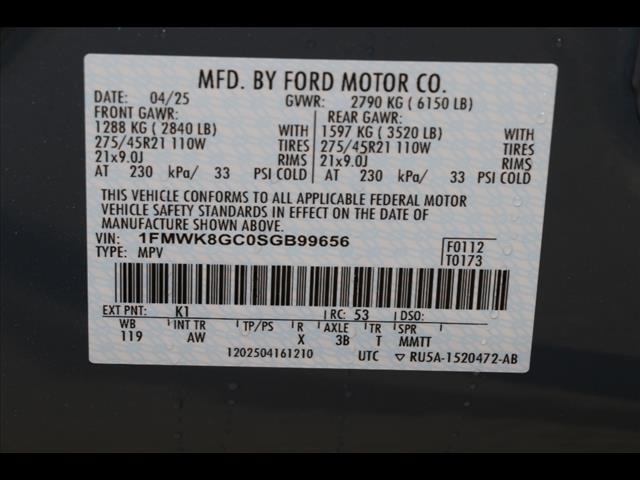 MFD. BY FORD MOTOR CO.
DATE: 04/25 GVWR: 2790 KG ( 6150 LB)
FRONT GAWR: REAR GAWR:
1288 KG ( 2840 LB) WITH 1597 KG ( 3520 LB) WITH
275/45R21 110W TIRES 275/45R21 110W TIRES
21x9.0J RIMS 21x9.0J RIMS
AT 230 kPa/ 33 PSI COLD AT 230 kPa/ 33 PSI COLD
THIS VEHICLE CONFORMS TO ALL APPLICABLE FEDERAL MOTOR
VEHICLE SAFETY STANDARDS IN EFFECT ON THE DATE OF
MANUFACTURE SHOWN ABOVE.
VIN: 1FMWK8GC0SGB99656 F0112
TYPE: MPV T0173
EXT PNT: K1 RC: 53 DSO:
WB INT TR TP/PS R AXLE TR SPR
119 AW X 3B T MMTT
1202504161210 UTC ▽ RU5A-1520472-AB